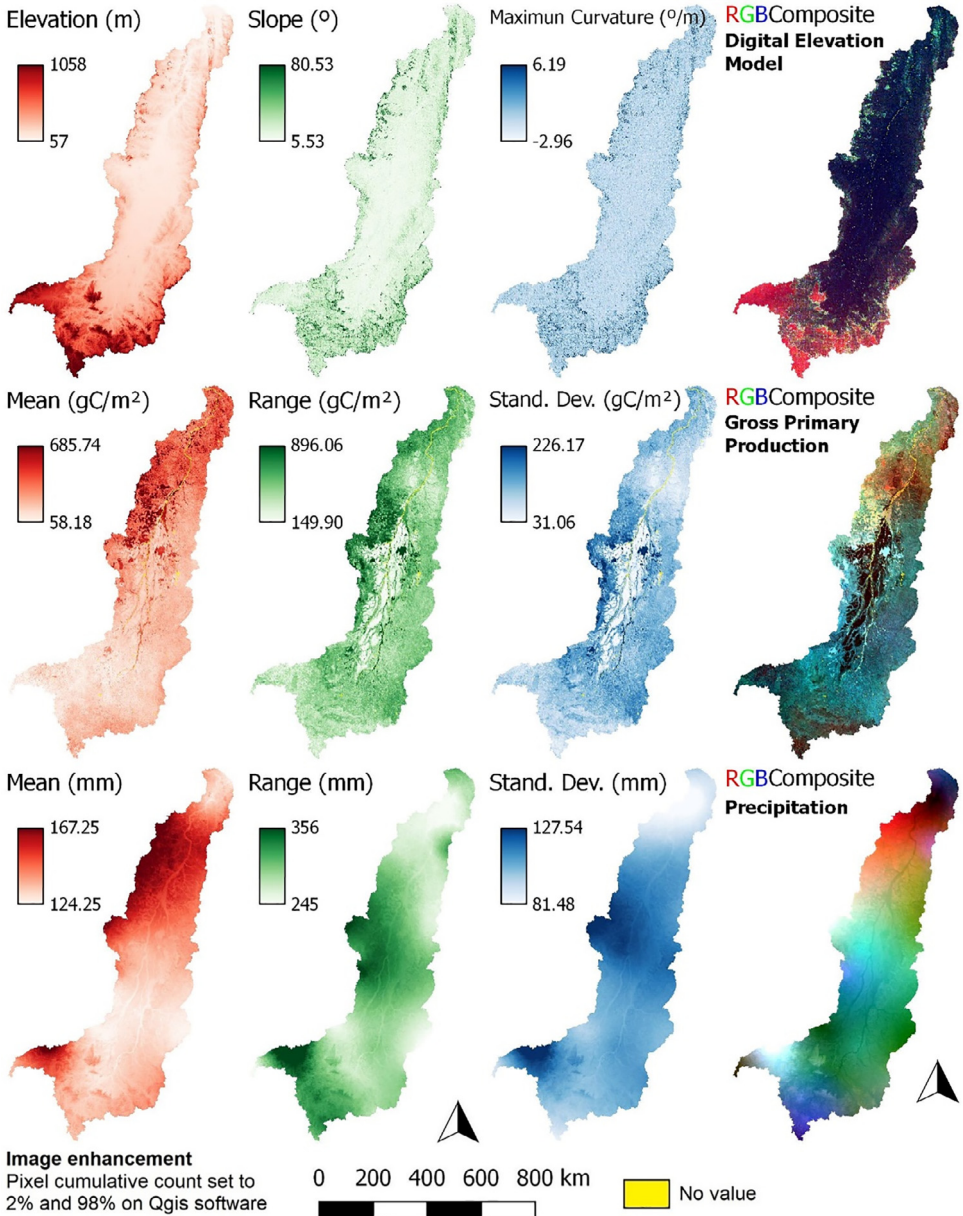 Elevation (m)
1058
57
Slope (º)
80.53
5.53
Maximun Curvature (º/m)
6.19
-2.96
RGBComposite
Digital Elevation
Model
Mean (gC/m²)
685.74
58.18
Range (gC/m²)
896.06
149.90
Stand. Dev. (gC/m²)
226.17
31.06
RGBComposite
Gross Primary
Production
Mean (mm)
167.25
124.25
Range (mm)
356
245
Stand. Dev. (mm)
127.54
81.48
RGBComposite
Precipitation
Image enhancement
Pixel cumulative count set to
2% and 98% on Qgis software
0 200 400 600 800 km
No value